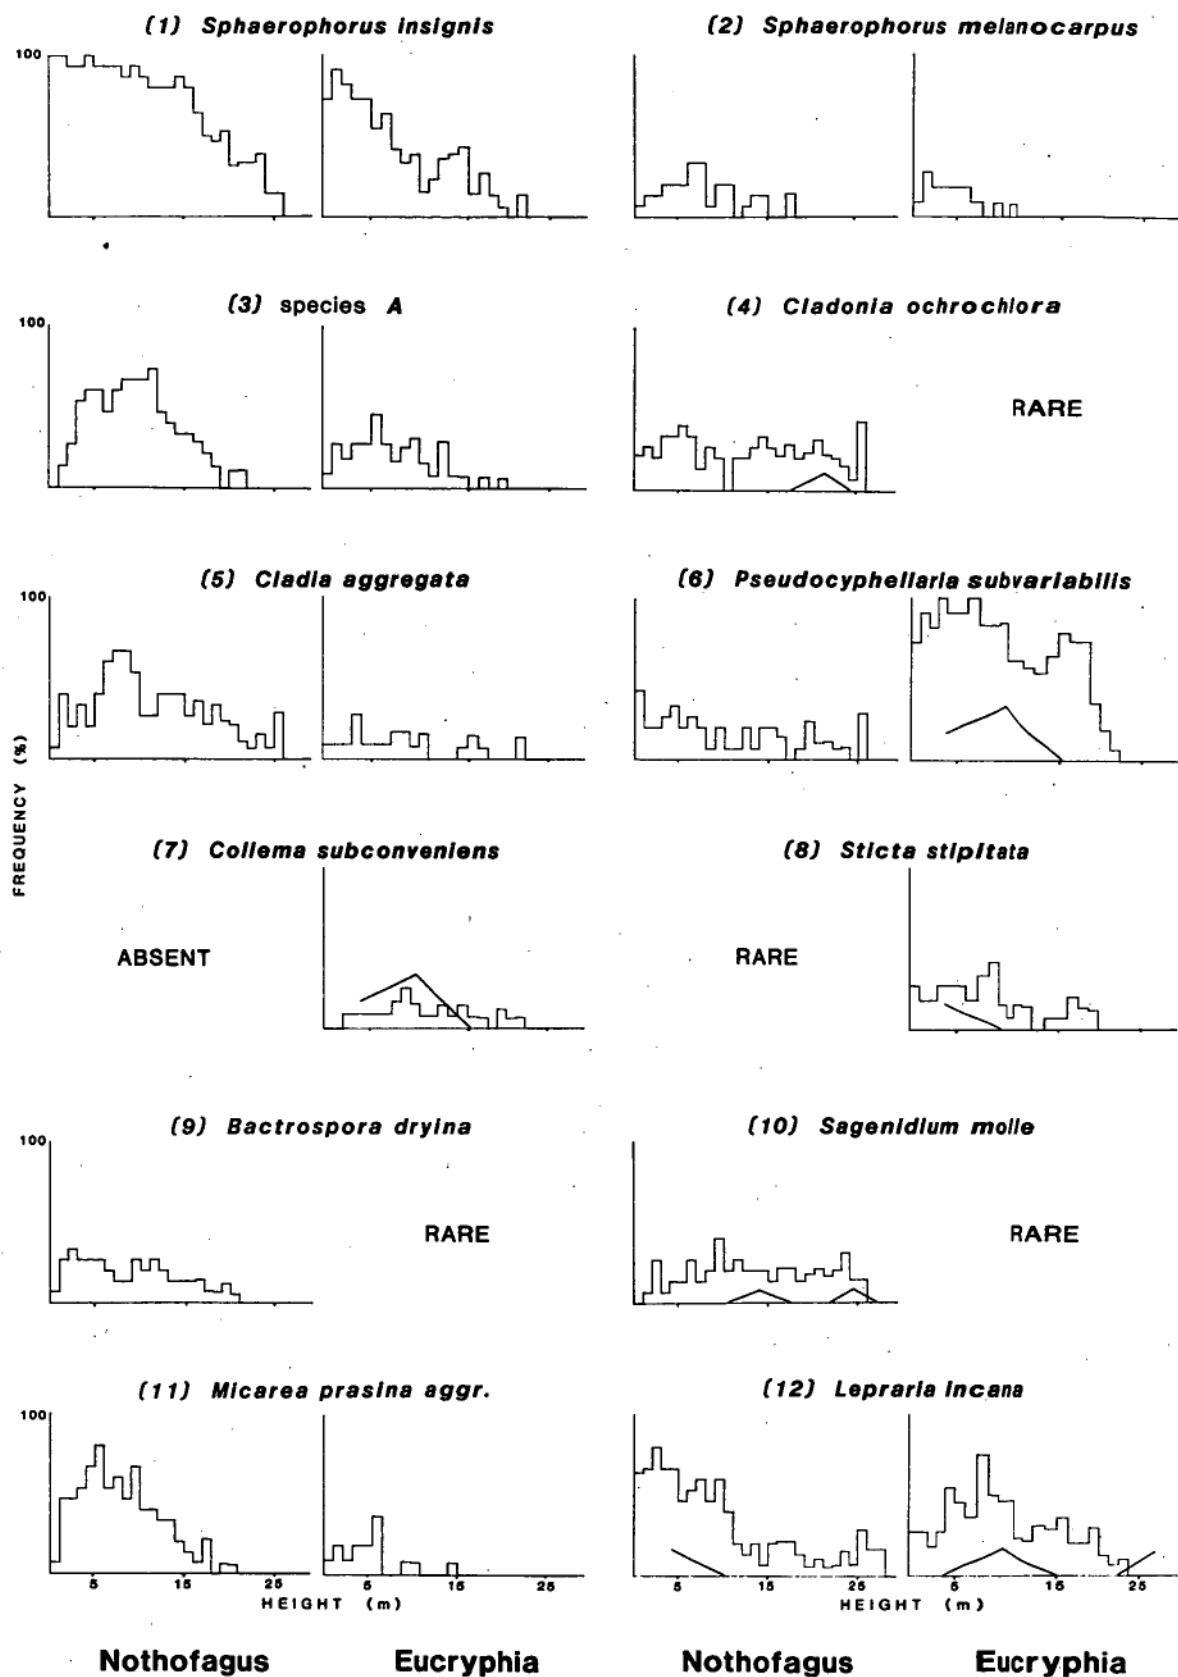 (1) Sphaerophorus insignis
(2) Sphaerophorus melanocarpus
100
(3) species A
(4) Cladonia ochrochlora
100
RARE
(5) Cladia aggregata
(6) Pseudocyphellaria subvariabilis
100
FREQUENCY (%)
(7) Collema subconveniens
(8) Sticta stipitata
ABSENT
RARE
(9) Bactrospora dryina
(10) Sagenidium molle
100
RARE
RARE
(11) Micarea prasina aggr.
(12) Lepraria incana
100
5 15 25 5 15 25 5 15 25 5 15 25
HEIGHT (m)
HEIGHT (m)
Nothofagus Eucryphia Nothofagus Eucryphia